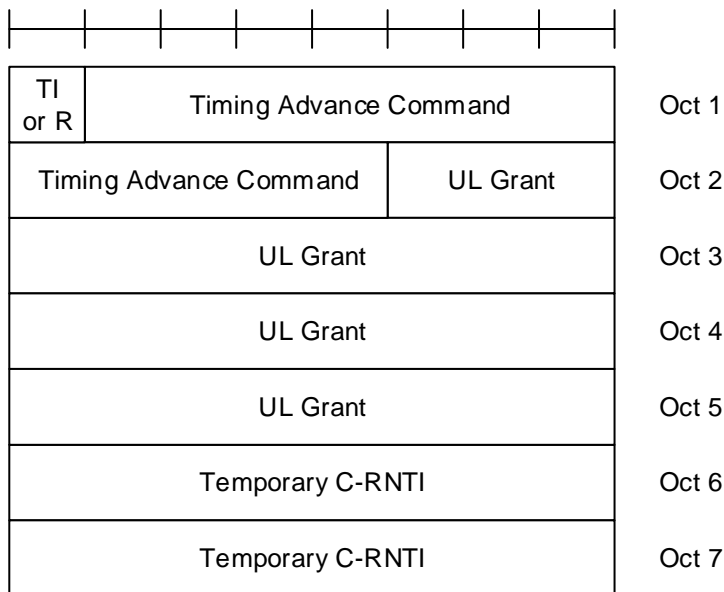 TI
or R
Timing Advance Command
Oct 1
Timing Advance Command
UL Grant
Oct 2
UL Grant
Oct 3
UL Grant
Oct 4
UL Grant
Oct 5
Temporary C-RNTI
Oct 6
Temporary C-RNTI
Oct 7